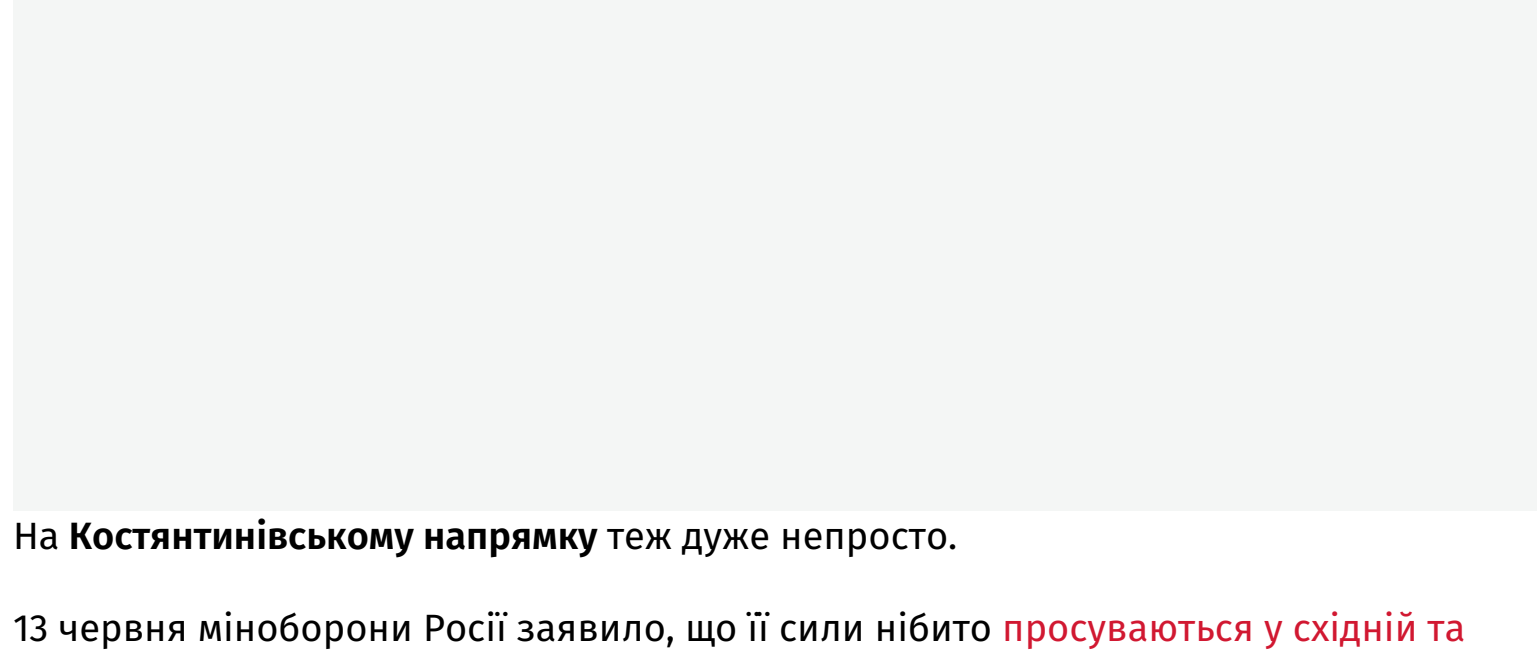 На Костянтинівському напрямку теж дуже непросто.
13 червня міноборони Росії заявило, що її сили нібито просуваються у східній та